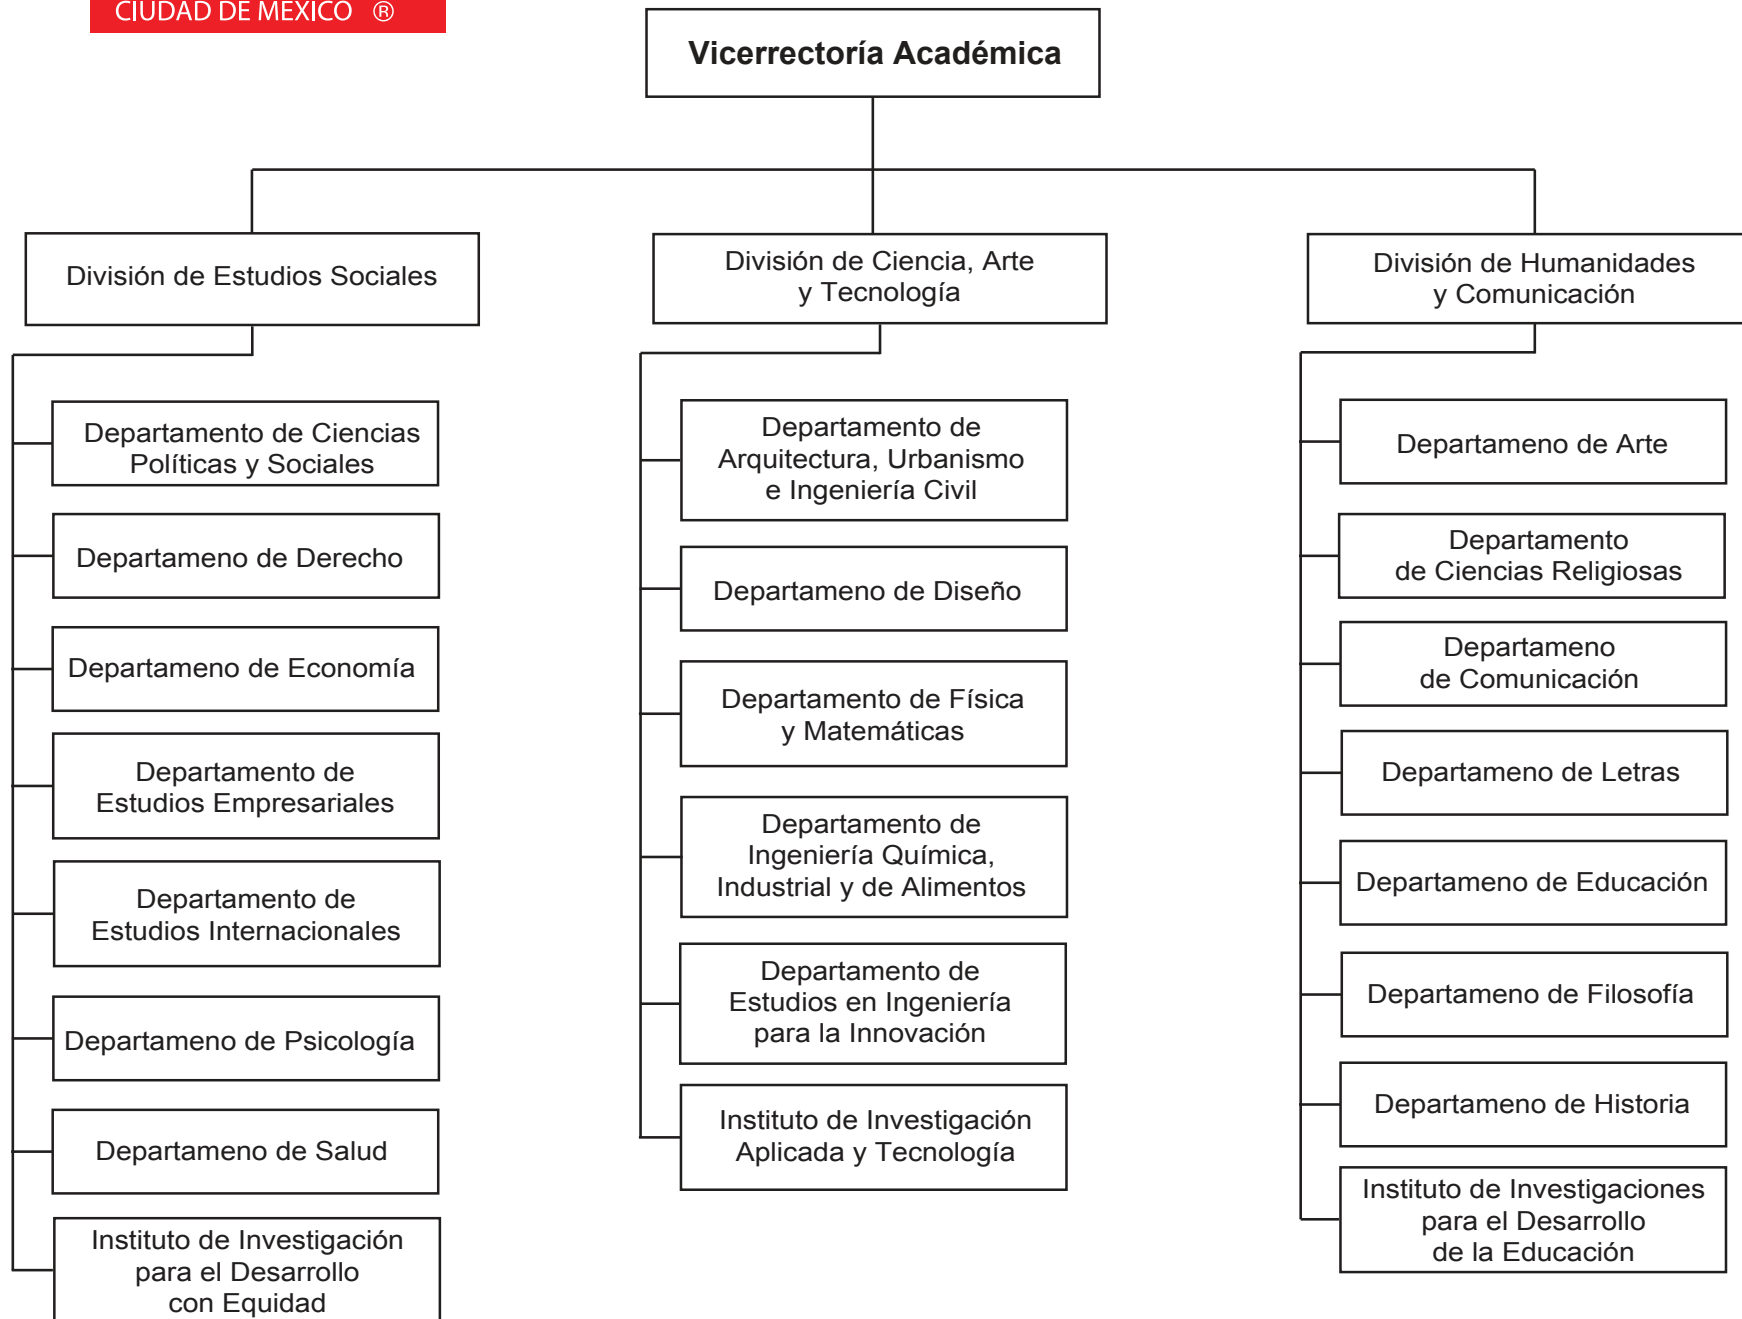 CIUDAD DE MÉXICO ®
Vicerrectoría Académica
División de Estudios Sociales
Departamento de Ciencias
Políticas y Sociales
Departameno de Derecho
Departameno de Economía
Departamento de
Estudios Empresariales
Departamento de
Estudios Internacionales
Departameno de Psicología
Departameno de Salud
Instituto de Investigación
para el Desarrollo
con Equidad
División de Ciencia, Arte
y Tecnología
Departamento de
Arquitectura, Urbanismo
e Ingeniería Civil
Departameno de Diseño
Departamento de Física
y Matemáticas
Departamento de
Ingeniería Química,
Industrial y de Alimentos
Departamento de
Estudios en Ingeniería
para la Innovación
Instituto de Investigación
Aplicada y Tecnología
División de Humanidades
y Comunicación
Departameno de Arte
Departamento
de Ciencias Religiosas
Departameno
de Comunicación
Departameno de Letras
Departameno de Educación
Departameno de Filosofía
Departameno de Historia
Instituto de Investigaciones
para el Desarrollo
de la Educación